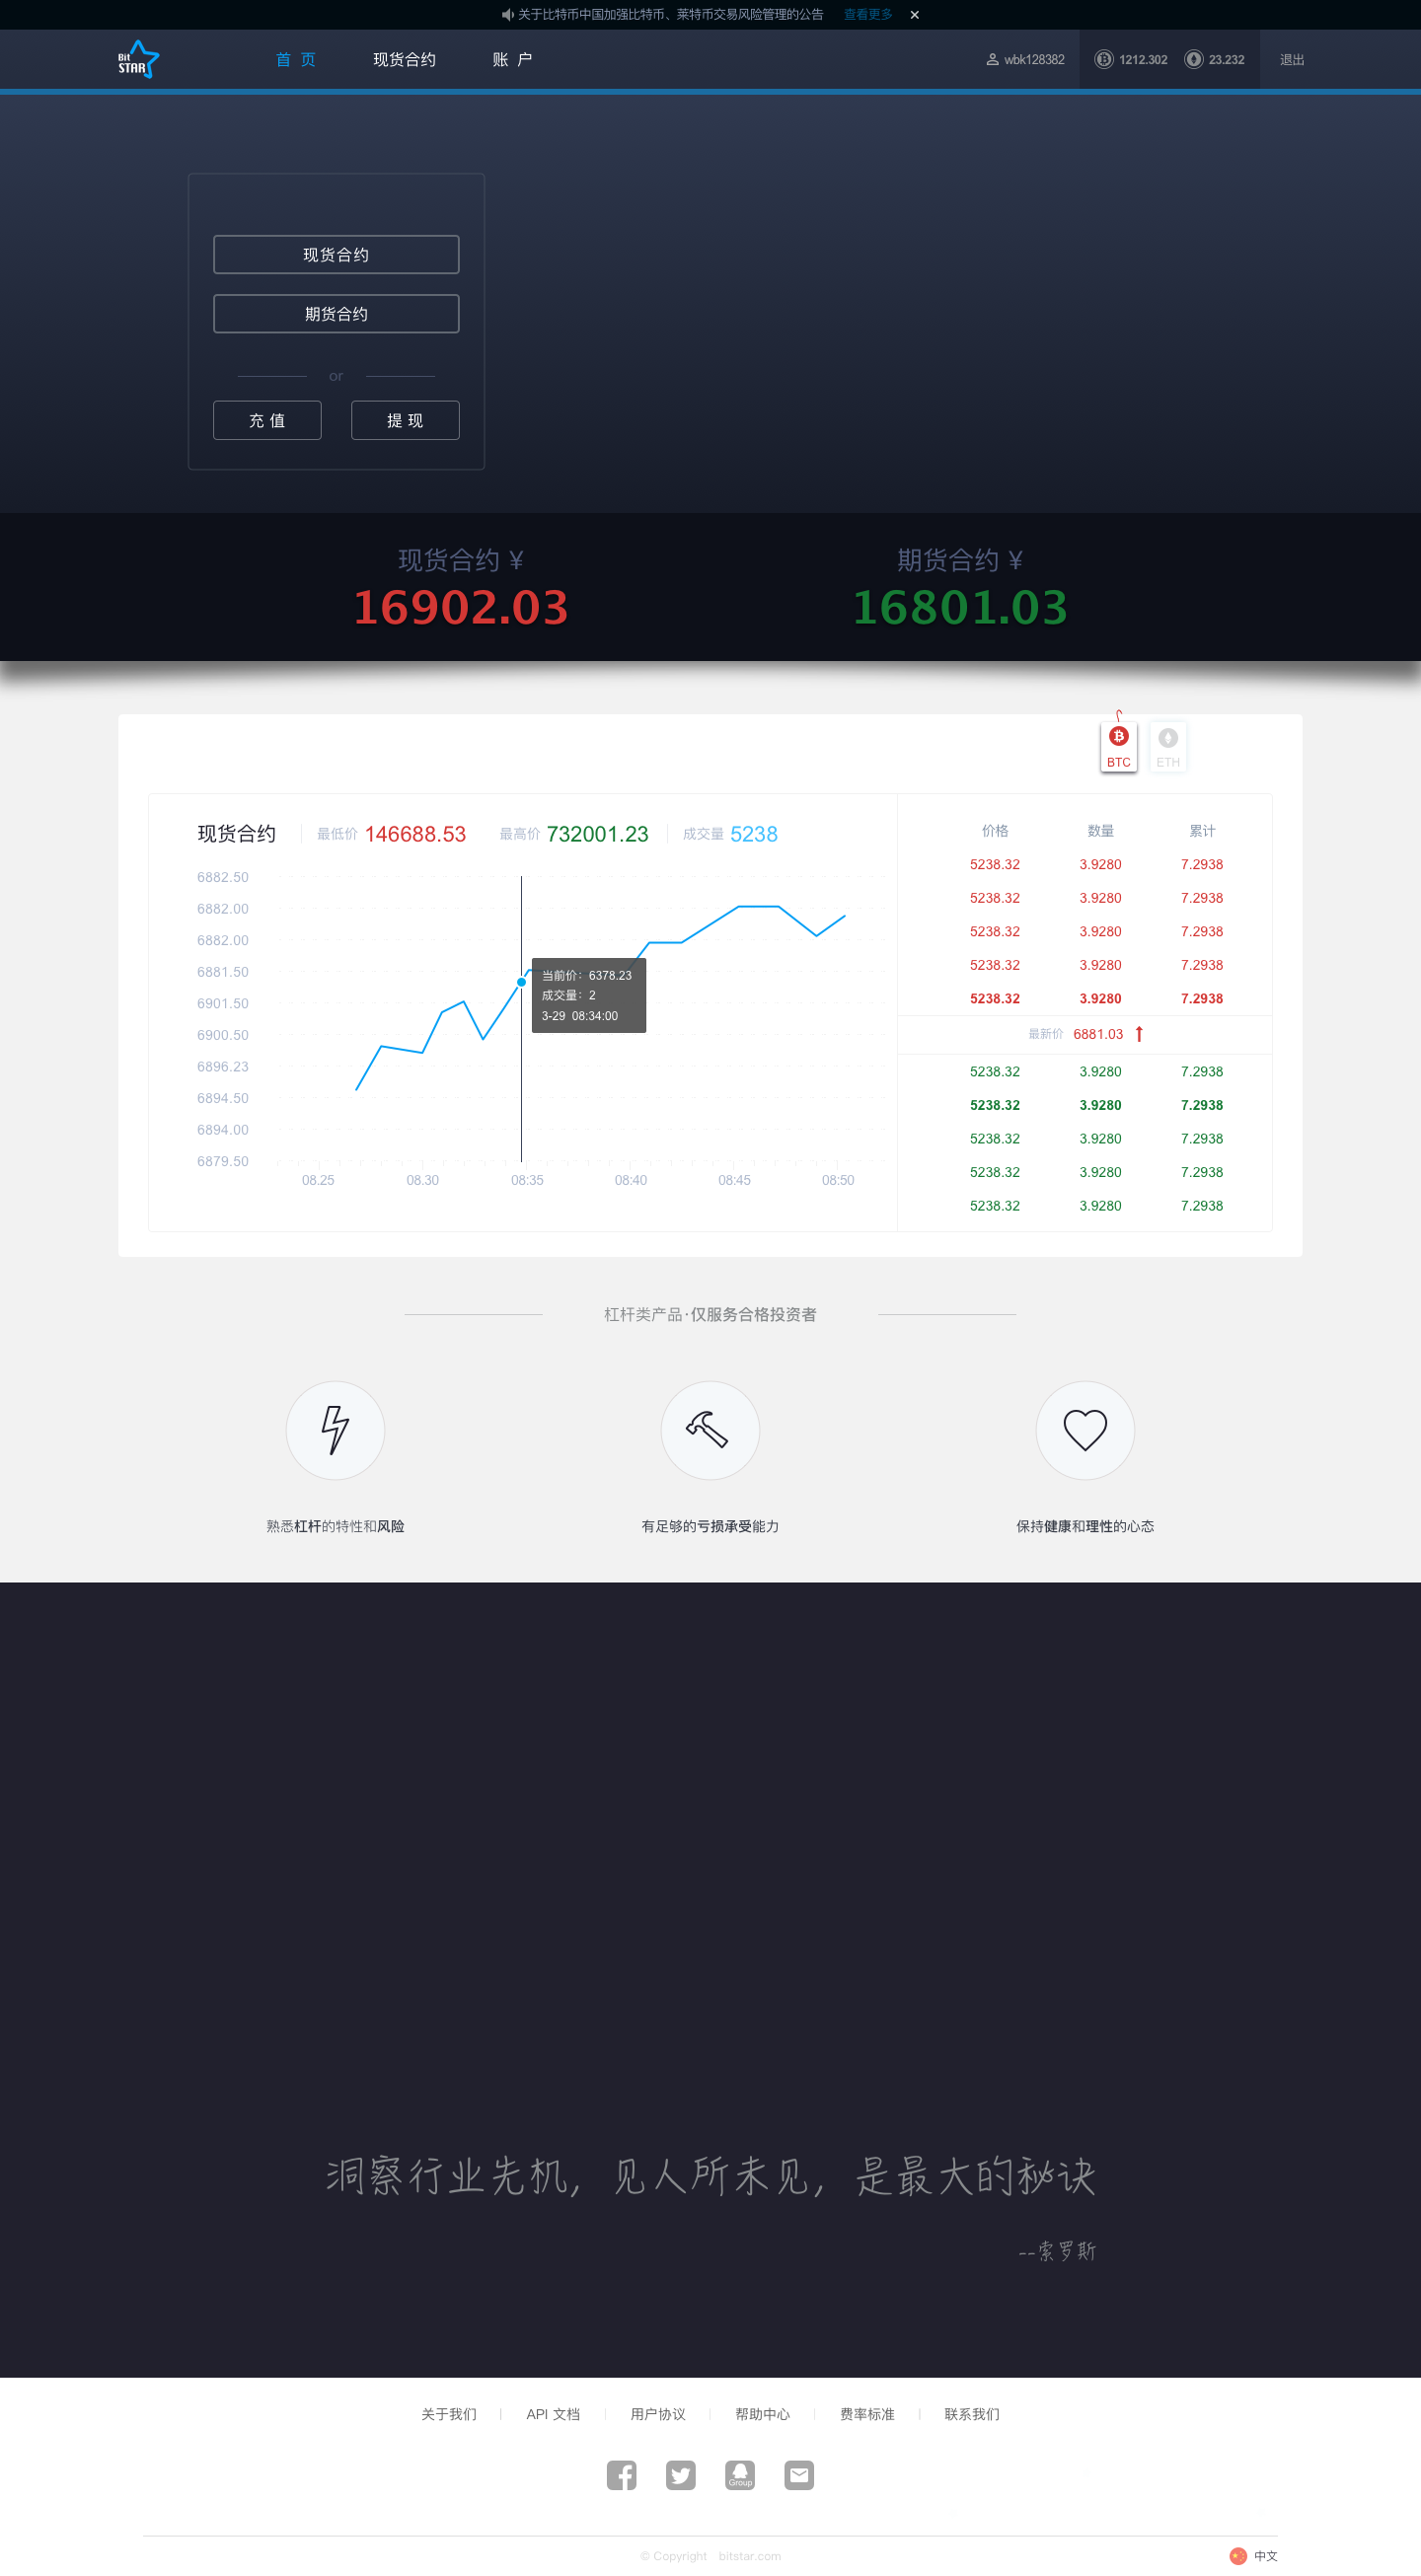 关于比特币中国加强比特币、莱特币交易风险管理的公告 查看更多 ×
Bit STAR
首 页 现货合约 账 户 wbk128382 1212.302 23.232 退出
现货合约
期货合约
or
充 值 提 现
现货合约 ¥ 期货合约 ¥
16902.03 16801.03
BTC ETH
现货合约 最低价 146688.53 最高价 732001.23 成交量 5238
6882.50
6882.00
6882.00
6881.50
6901.50
6900.50
6896.23
6894.50
6894.00
6879.50
08.25 08.30 08:35 08:40 08:45 08:50
当前价：6378.23
成交量：2
3-29 08:34:00
价格 数量 累计
5238.32 3.9280 7.2938
5238.32 3.9280 7.2938
5238.32 3.9280 7.2938
5238.32 3.9280 7.2938
5238.32 3.9280 7.2938
最新价 6881.03
5238.32 3.9280 7.2938
5238.32 3.9280 7.2938
5238.32 3.9280 7.2938
5238.32 3.9280 7.2938
5238.32 3.9280 7.2938
杠杆类产品·仅服务合格投资者
熟悉杠杆的特性和风险 有足够的亏损承受能力 保持健康和理性的心态
洞察行业先机，见人所未见，是最大的秘诀
--索罗斯
关于我们 | API 文档 | 用户协议 | 帮助中心 | 费率标准 | 联系我们
Group
© Copyright bitstar.com 中文